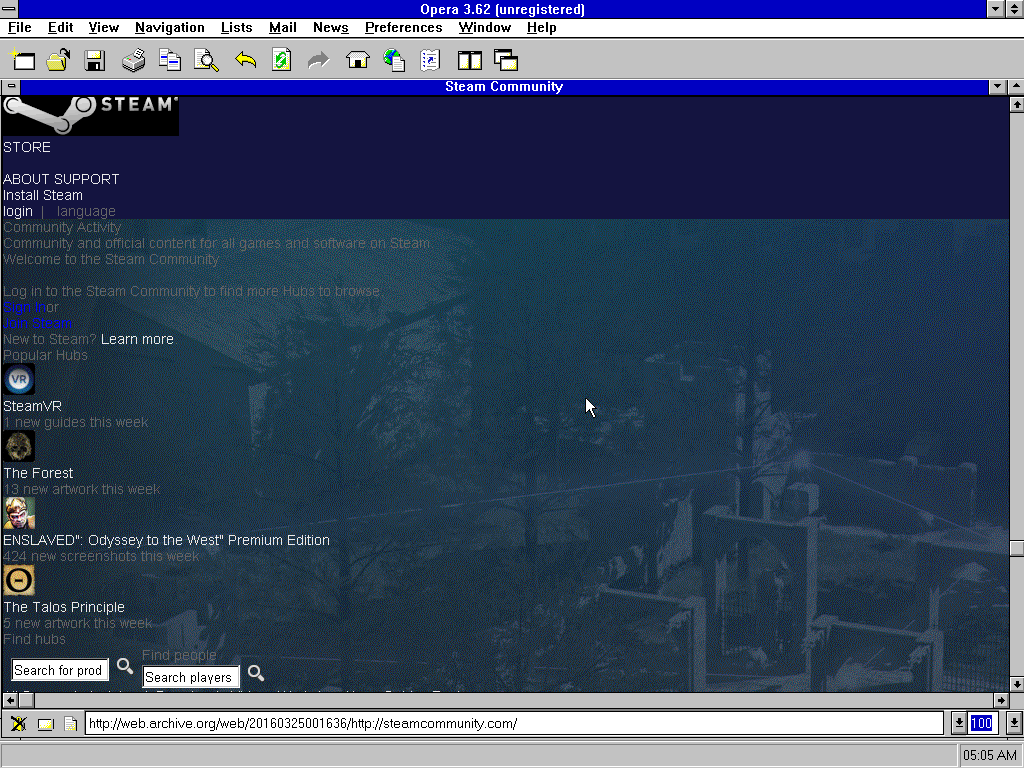 Opera 3.62 (unregistered)
File Edit View Navigation Lists Mail News Preferences Window Help
Steam Community
STEAM
STORE
ABOUT SUPPORT
Install Steam
login | language
Community Activity
Community and official content for all games and software on Steam.
Welcome to the Steam Community
Log in to the Steam Community to find more Hubs to browse
Sign In or
Join Steam
New to Steam? Learn more
Popular Hubs
VR
SteamVR
1 new guides this week
The Forest
13 new artwork this week
ENSLAVED": Odyssey to the West" Premium Edition
424 new screenshots this week
The Talos Principle
5 new artwork this week
Find hubs
Find people
Search for prod
Search players
http://web.archive.org/web/20160325001636/http://steamcommunity.com/
100
05:05 AM